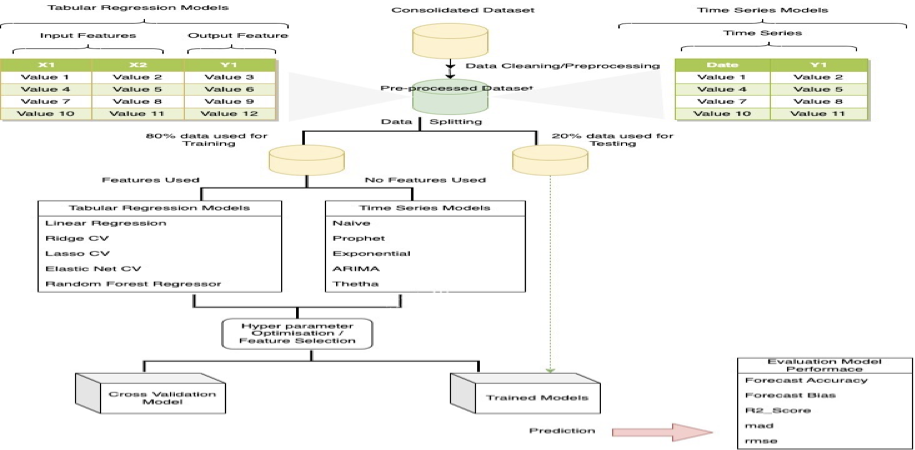 Tabular Regression Models
Consolidated Dataset
Time Series Models
Input Features
Output Feature
Time Series
X1 X2 Y1
Value 1 Value 2 Value 3
Value 4 Value 5 Value 6
Value 7 Value 8 Value 9
Value 10 Value 11 Value 12
Data Cleaning/Preprocessing
Pre-processed Dataset
Date Y1
Value 1 Value 2
Value 4 Value 5
Value 7 Value 8
Value 10 Value 11
Data Splitting
80% data used for
Training
20% data used for
Testing
Features Used
No Features Used
Tabular Regression Models
Linear Regression
Ridge CV
Lasso CV
Elastic Net CV
Random Forest Regressor
Time Series Models
Naive
Prophet
Exponential
ARIMA
Thetha
Hyper parameter
Optimisation /
Feature Selection
Cross Validation
Model
Trained Models
Prediction
Evaluation Model
Performace
Forecast Accuracy
Forecast Bias
R2_Score
mad
rmse